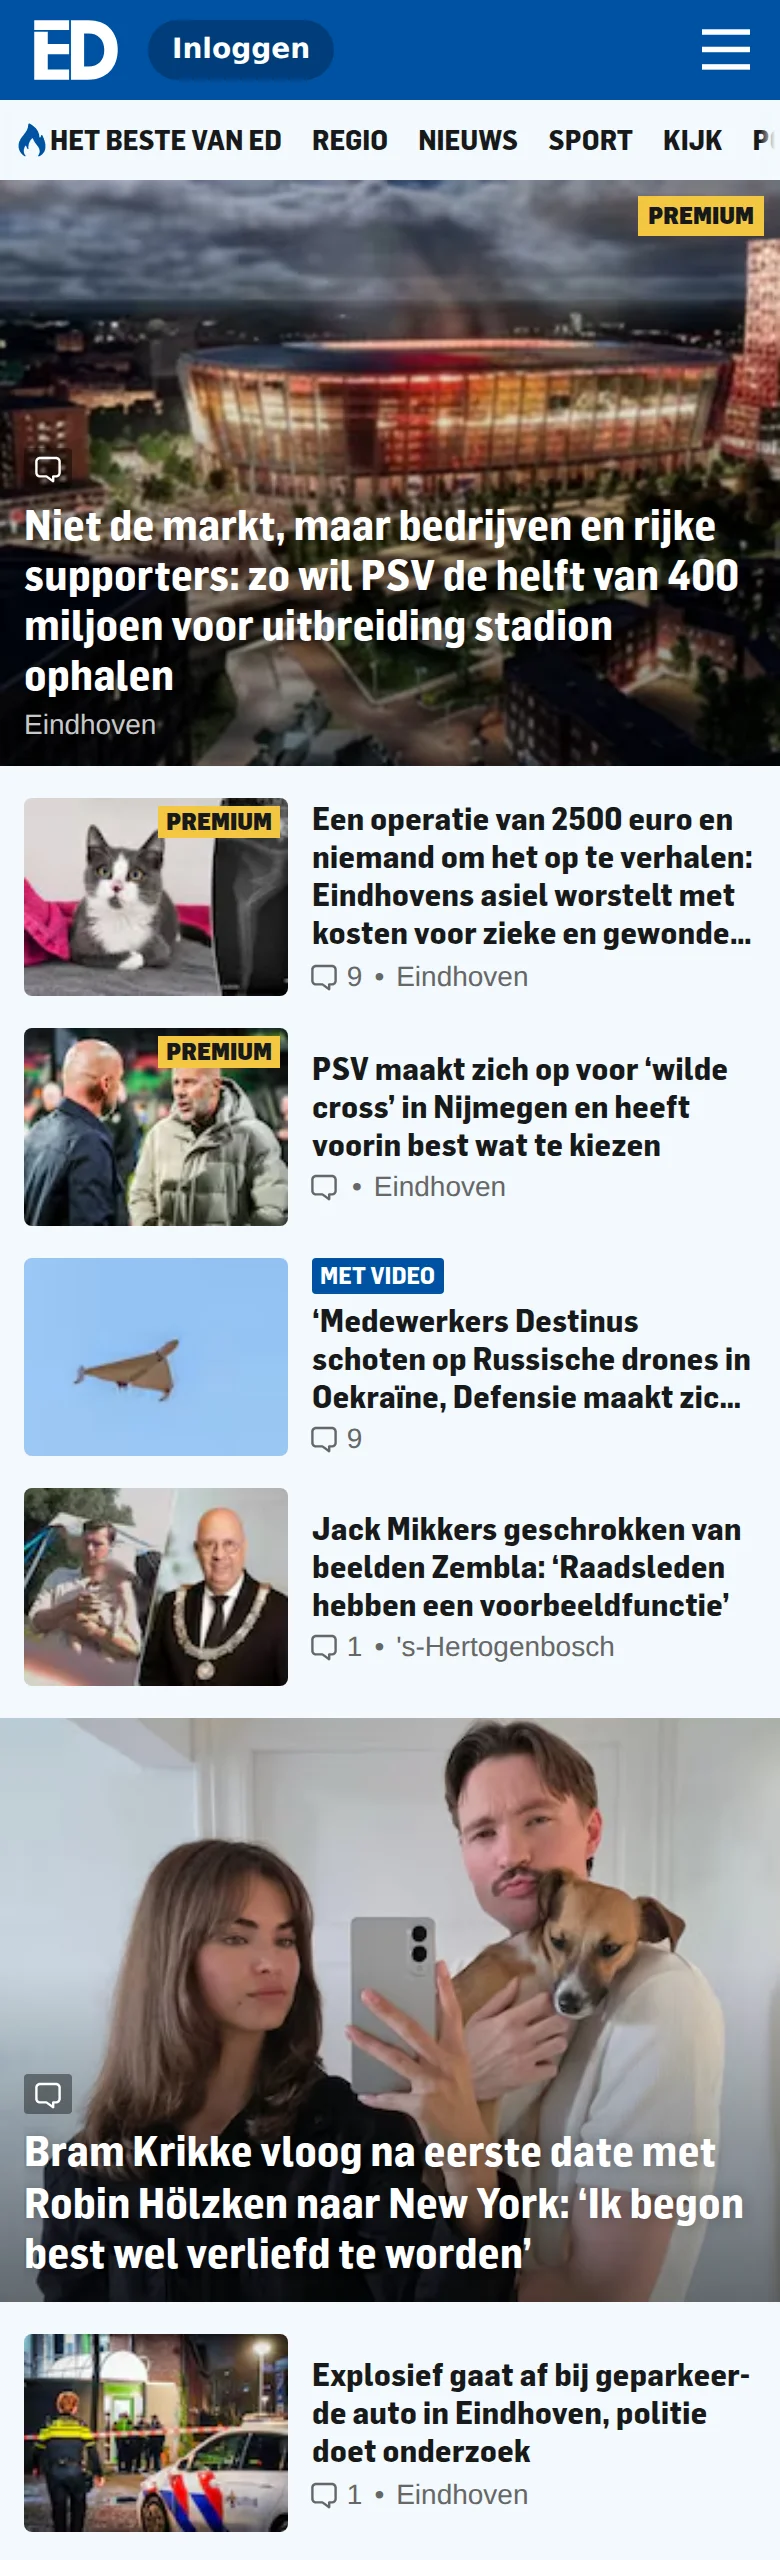 ED
Inloggen
HET BESTE VAN ED REGIO NIEUWS SPORT KIJK
PREMIUM
Niet de markt, maar bedrijven en rijke
supporters: zo wil PSV de helft van 400
miljoen voor uitbreiding stadion
ophalen
Eindhoven
PREMIUM
Een operatie van 2500 euro en
niemand om het op te verhalen:
Eindhovens asiel worstelt met
kosten voor zieke en gewonde...
9 • Eindhoven
PREMIUM
PSV maakt zich op voor ‘wilde
cross’ in Nijmegen en heeft
voorin best wat te kiezen
• Eindhoven
MET VIDEO
‘Medewerkers Destinus
schoten op Russische drones in
Oekraïne, Defensie maakt zic...
9
Jack Mikkers geschrokken van
beelden Zembla: ‘Raadsleden
hebben een voorbeeldfunctie’
1 • 's-Hertogenbosch
Bram Krikke vloog na eerste date met
Robin Hölzken naar New York: ‘Ik begon
best wel verliefd te worden’
Explosief gaat af bij geparkeer-
de auto in Eindhoven, politie
doet onderzoek
1 • Eindhoven